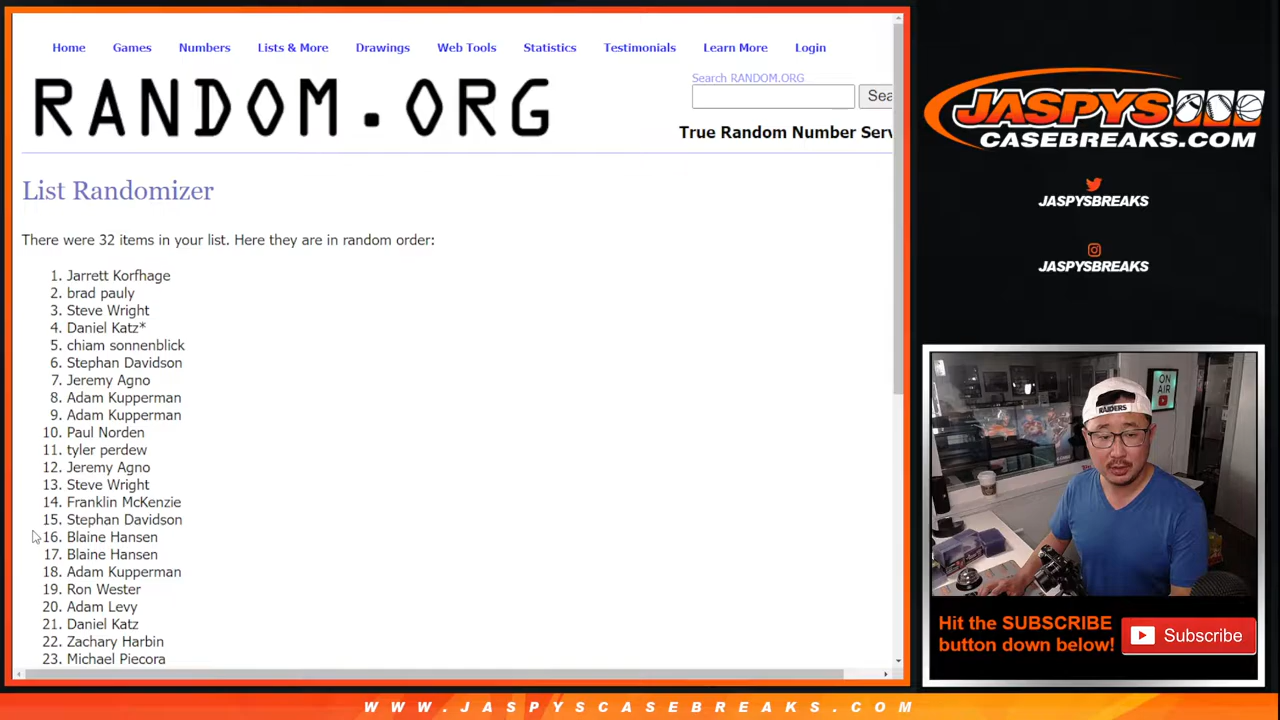 Home Games Numbers Lists & More Drawings Web Tools Statistics Testimonials Learn More Login
RANDOM.ORG
Search RANDOM.ORG
Sea
True Random Number Serv
List Randomizer
There were 32 items in your list. Here they are in random order:
1. Jarrett Korfhage
2. brad pauly
3. Steve Wright
4. Daniel Katz*
5. chiam sonnenblick
6. Stephan Davidson
7. Jeremy Agno
8. Adam Kupperman
9. Adam Kupperman
10. Paul Norden
11. tyler perdew
12. Jeremy Agno
13. Steve Wright
14. Franklin McKenzie
15. Stephan Davidson
16. Blaine Hansen
17. Blaine Hansen
18. Adam Kupperman
19. Ron Wester
20. Adam Levy
21. Daniel Katz
22. Zachary Harbin
23. Michael Piecora
JASPYS
CASEBREAKS.COM
JASPYSBREAKS
JASPYSBREAKS
ON
AIR
RAIDERS
Hit the SUBSCRIBE
button down below!
Subscribe
WWW.JASPYSCASEBREAKS.COM